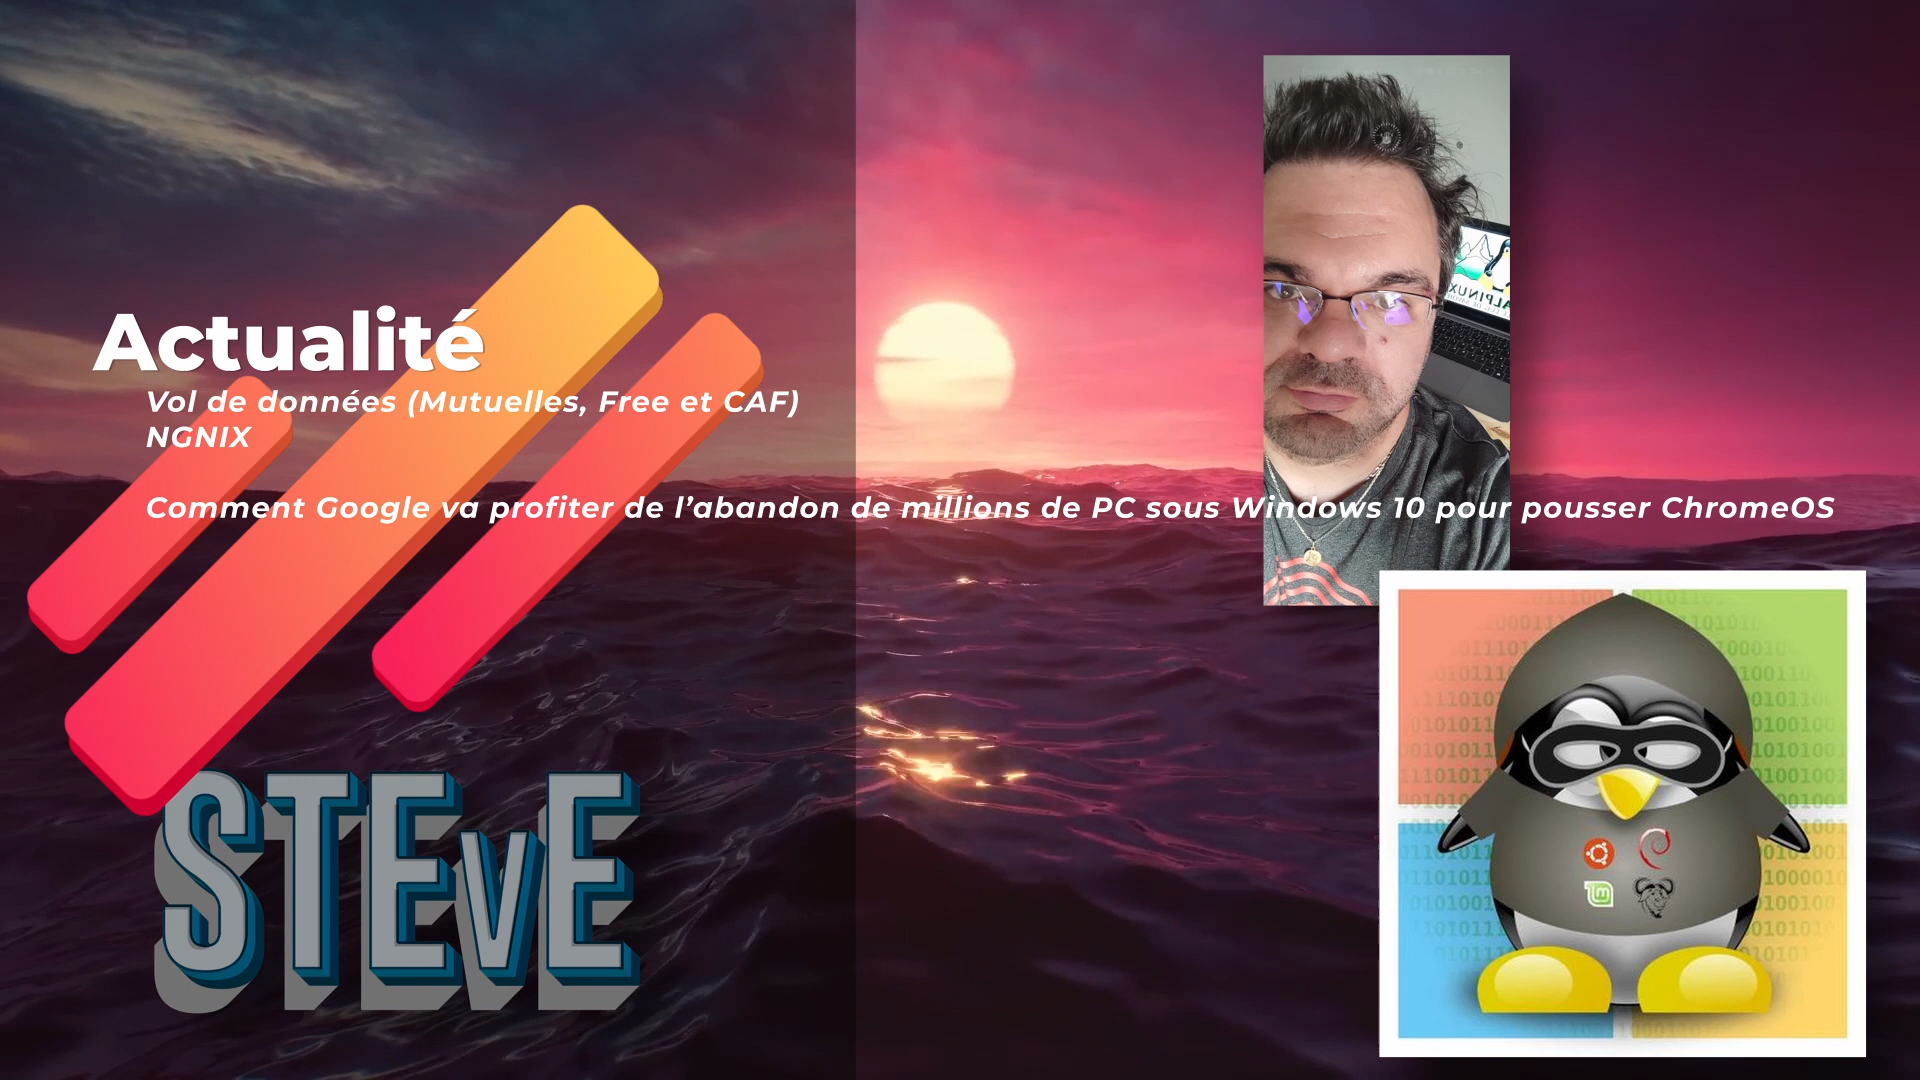 Actualité
Vol de données (Mutuelles, Free et CAF)
NGNIX
Comment Google va profiter de l’abandon de millions de PC sous Windows 10 pour pousser ChromeOS
STEvE
ALPINUX